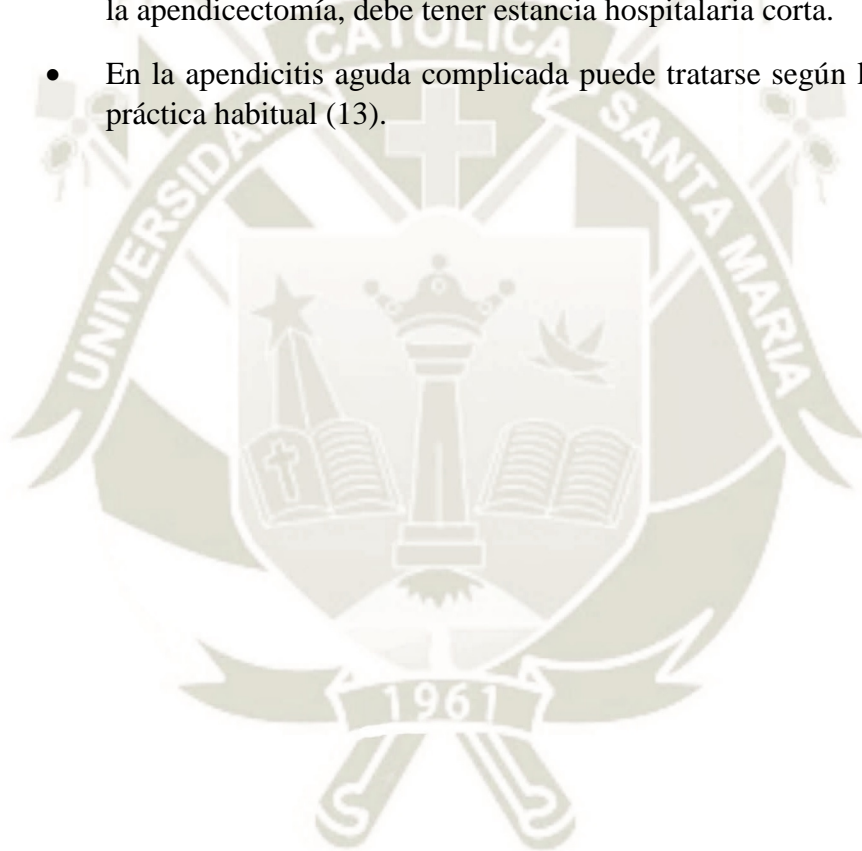 la apendicectomía, debe tener estancia hospitalaria corta.
• En la apendicitis aguda complicada puede tratarse según l
práctica habitual (13).
UNIVERSIDAD CATOLICA SANTA MARIA
1961